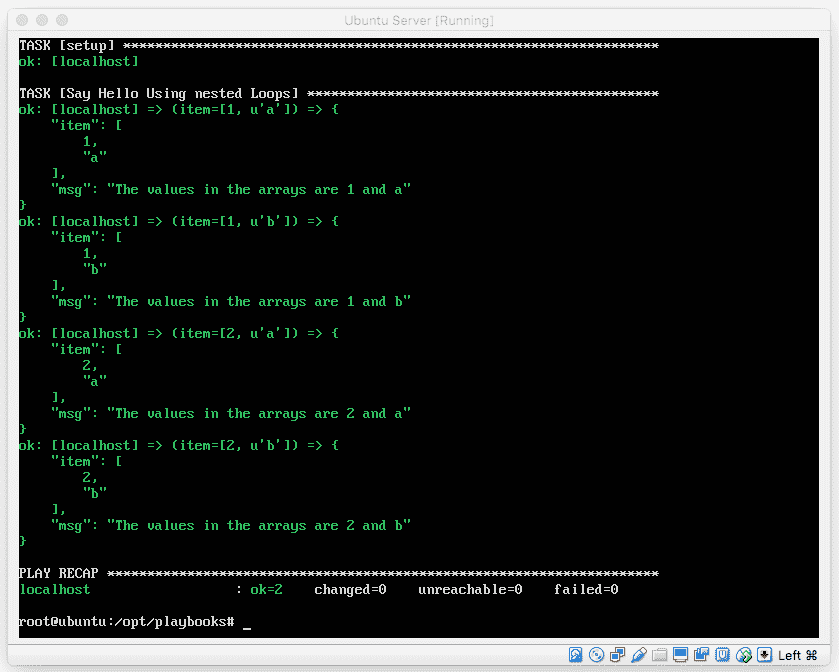 Ubuntu Server [Running]
TASK [setup] *******************************************************************
ok: [localhost]
TASK [Say Hello Using nested Loops] ********************************************
ok: [localhost] => (item=[1, u'a']) => {
    "item": [
        1,
        "a"
    ],
    "msg": "The values in the arrays are 1 and a"
}
ok: [localhost] => (item=[1, u'b']) => {
    "item": [
        1,
        "b"
    ],
    "msg": "The values in the arrays are 1 and b"
}
ok: [localhost] => (item=[2, u'a']) => {
    "item": [
        2,
        "a"
    ],
    "msg": "The values in the arrays are 2 and a"
}
ok: [localhost] => (item=[2, u'b']) => {
    "item": [
        2,
        "b"
    ],
    "msg": "The values in the arrays are 2 and b"
}
PLAY RECAP *********************************************************************
localhost                  : ok=2    changed=0    unreachable=0    failed=0
root@ubuntu:/opt/playbooks# _
Left ⌘